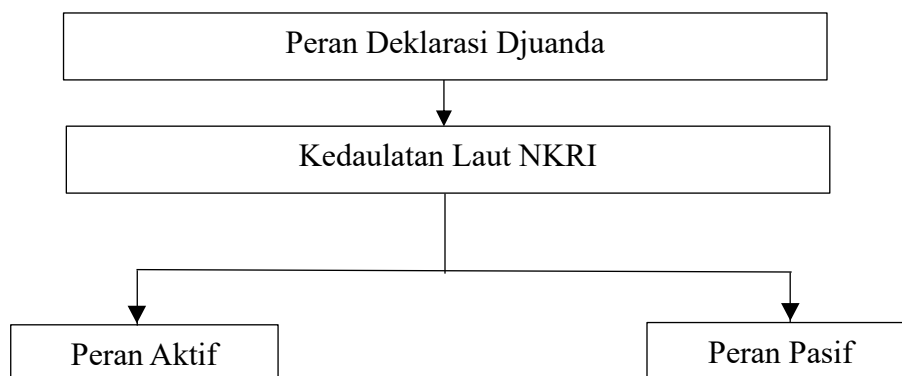 Peran Deklarasi Djuanda
Kedaulatan Laut NKRI
Peran Aktif
Peran Pasif